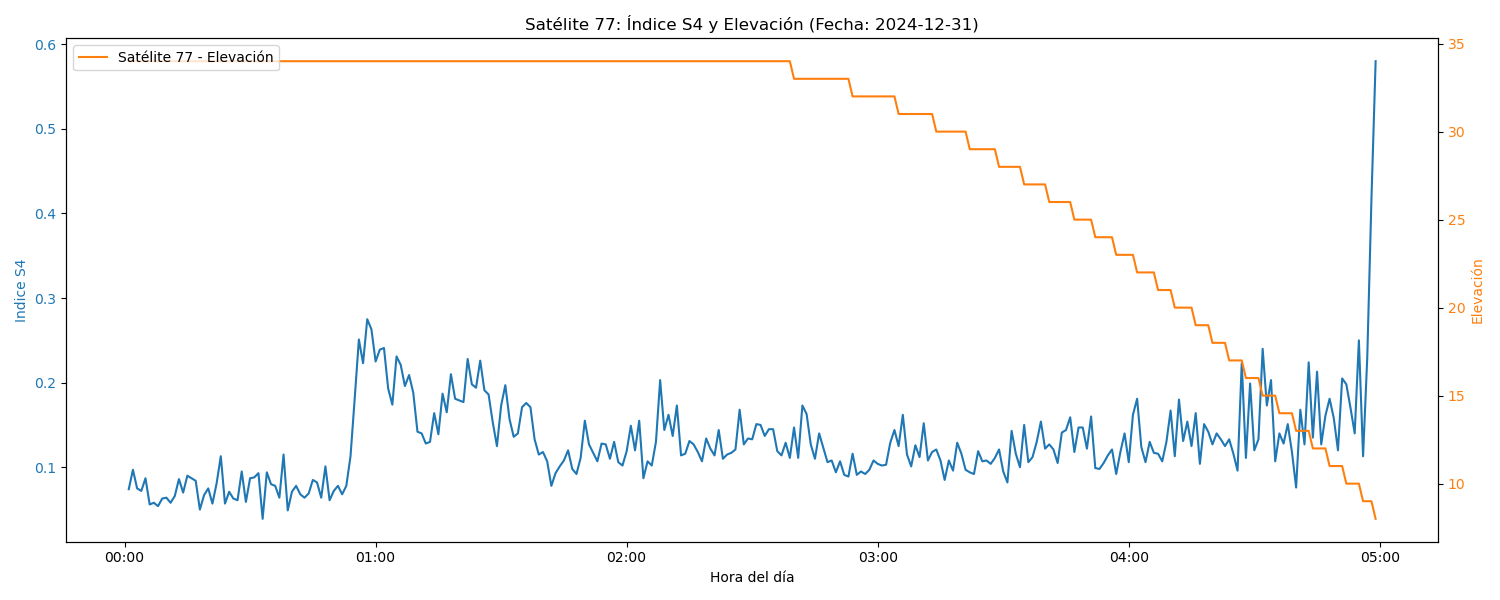 Satélite 77: Índice S4 y Elevación (Fecha: 2024-12-31)
Satélite 77 - Elevación
0.6
0.5
0.4
0.3
0.2
0.1
Indice S4
35
30
25
20
15
10
Elevación
00:00 01:00 02:00 03:00 04:00 05:00
Hora del día